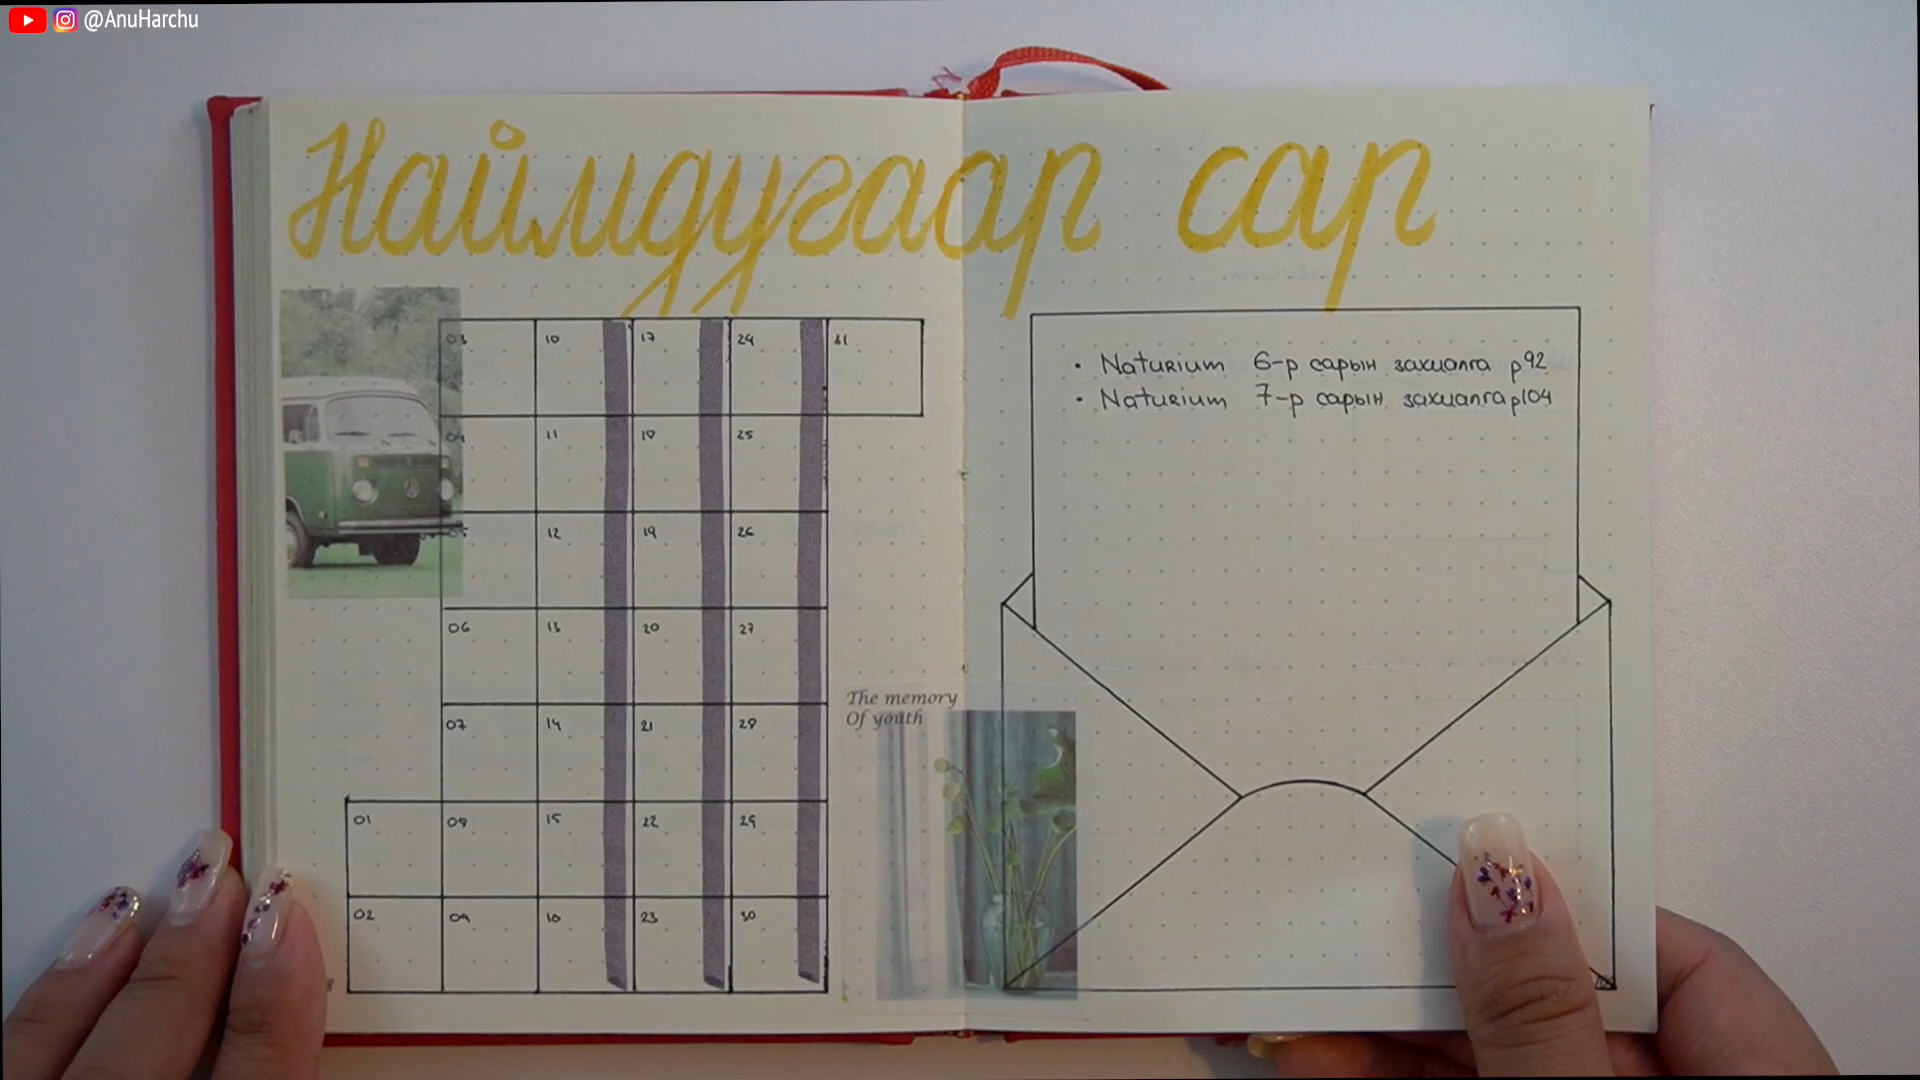 @AnuHarchu
Наймдугаар сар
03 10 17 24 31
04 11 18 25
05 12 19 26
06 13 20 27
07 14 21 28
01 08 15 22 29
02 09 10 23 30
• Naturium 6-р сарын захиалга p92
• Naturium 7-р сарын захиалга p104
The memory
Of youth